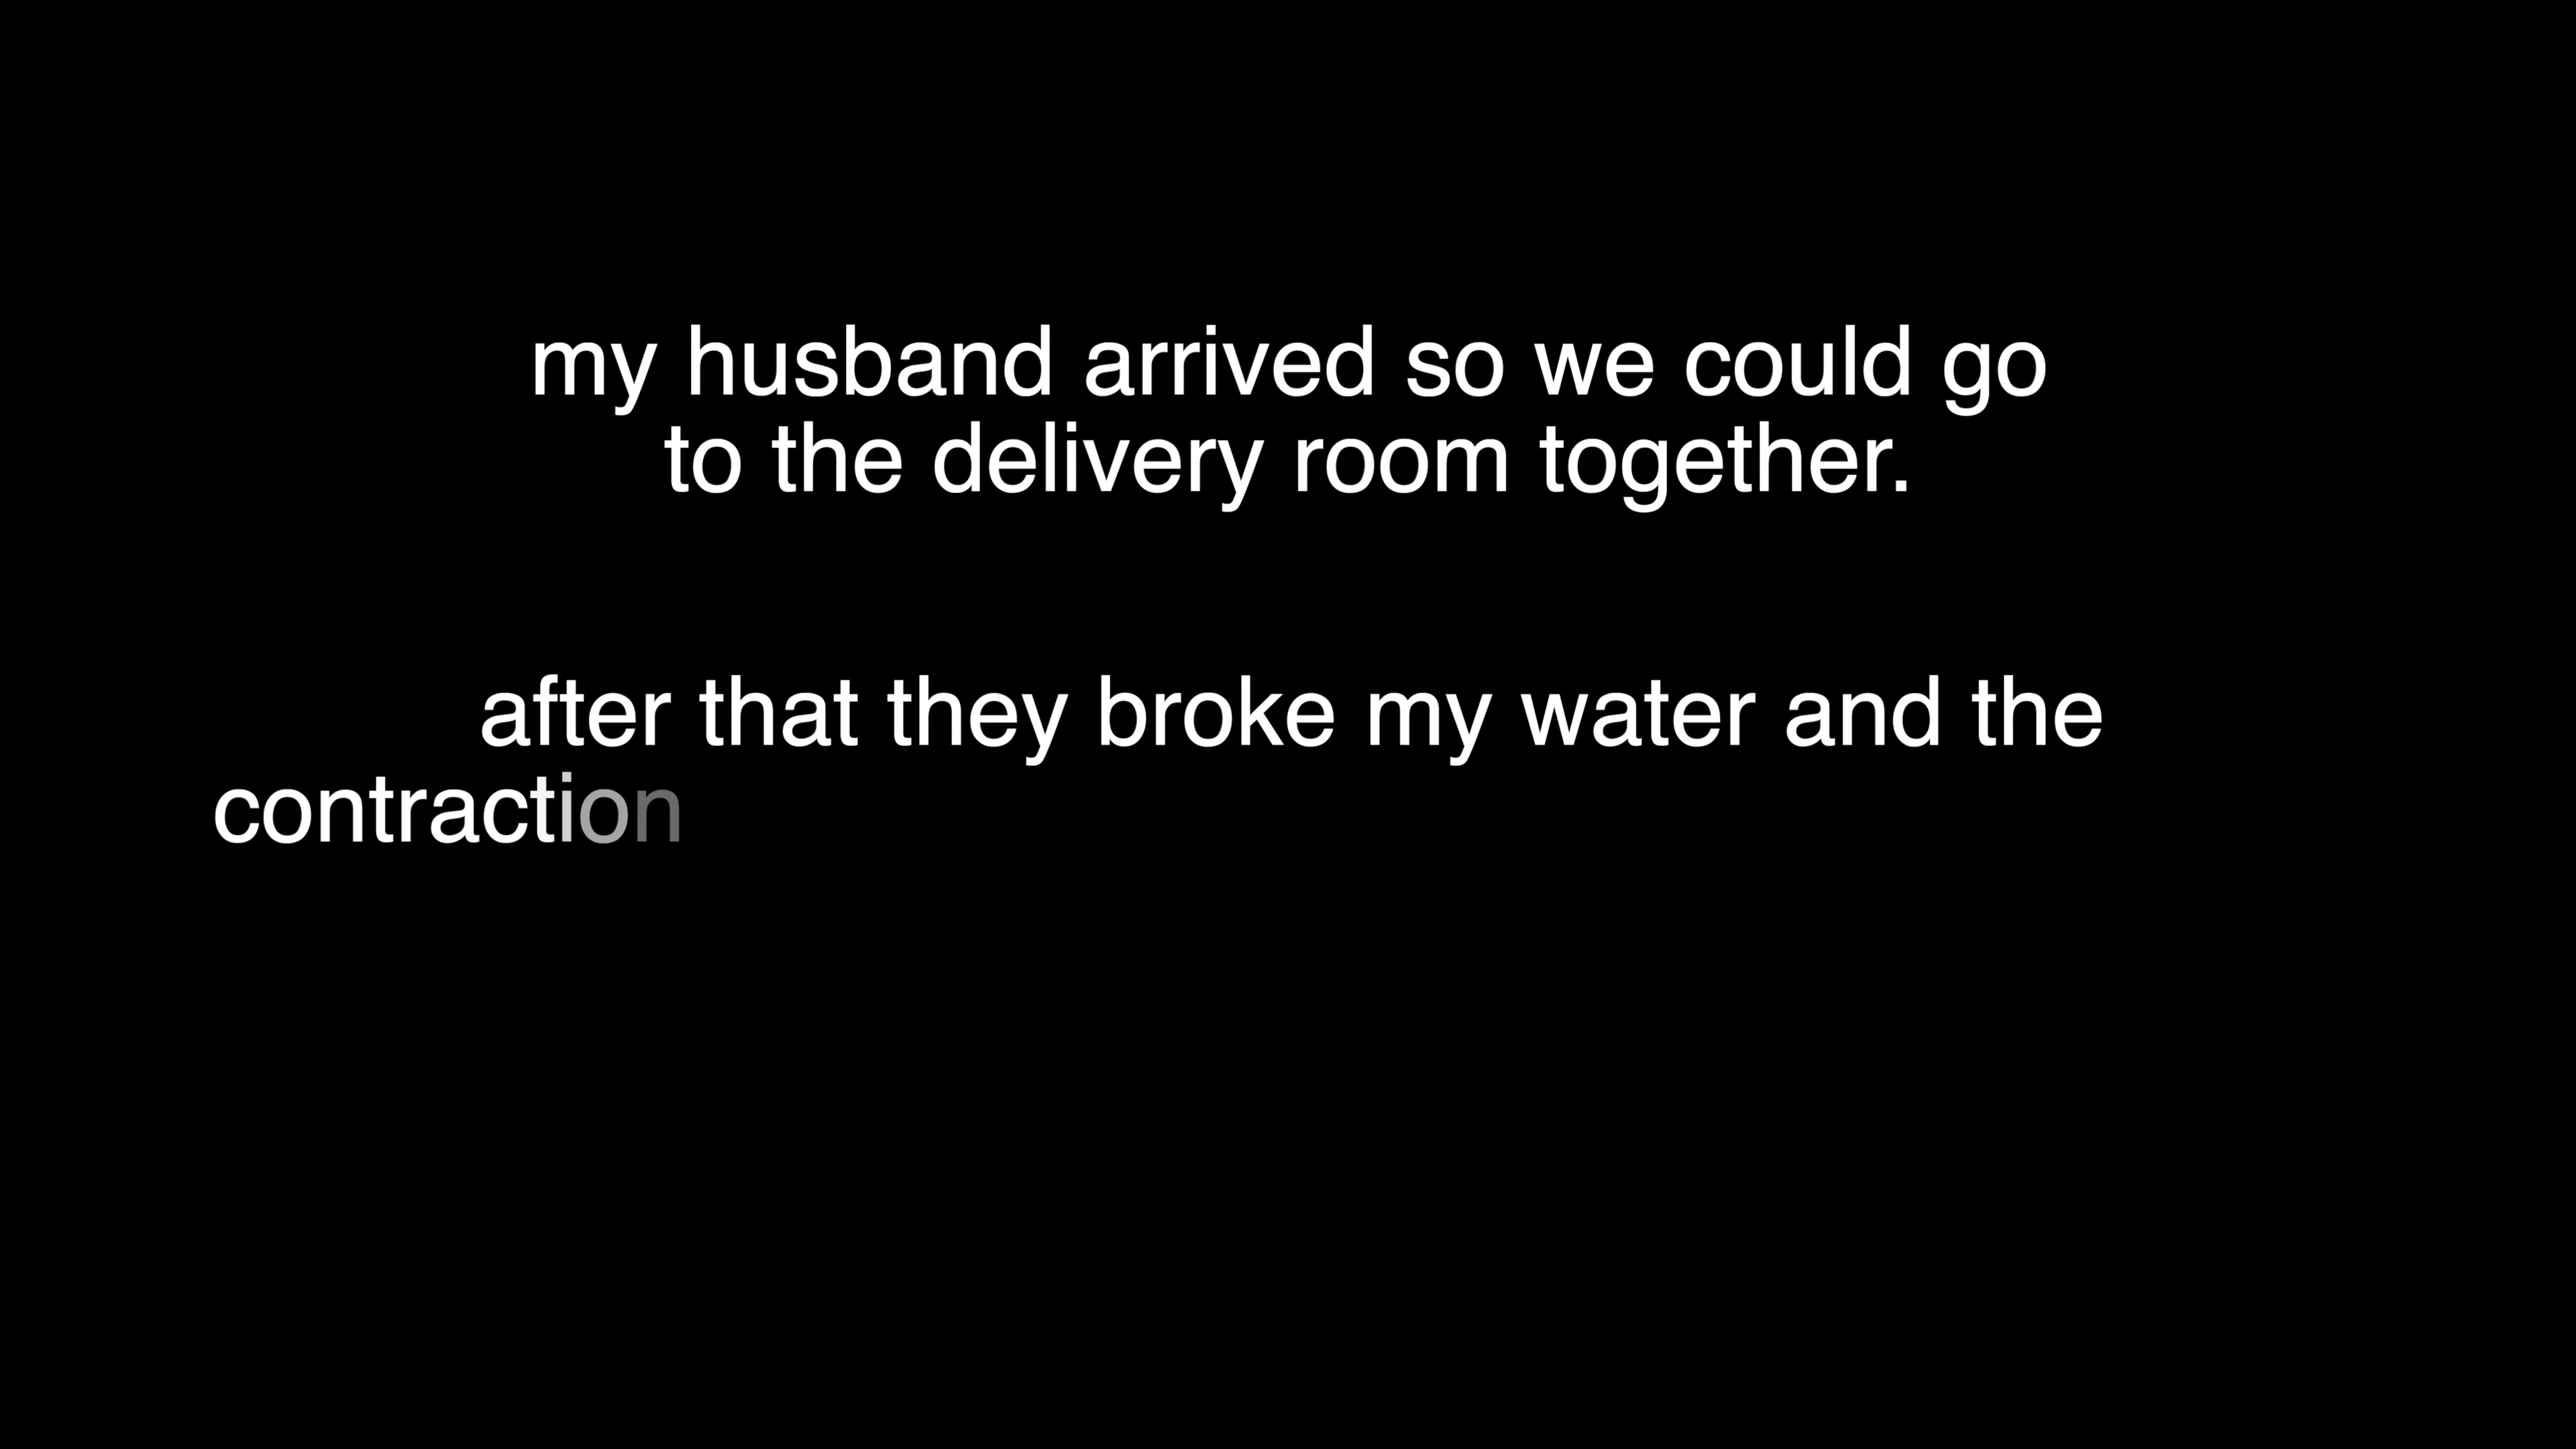 my husband arrived so we could go
to the delivery room together.
after that they broke my water and the
contraction